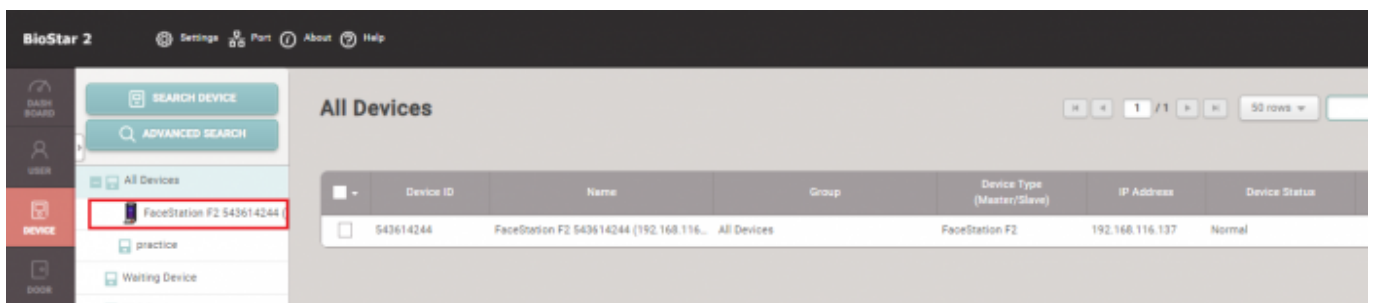 BioStar 2
Settings Port About Help
DASH
BOARD
USER
DEVICE
DOOR
SEARCH DEVICE
ADVANCED SEARCH
All Devices
FaceStation F2 543614244 (
practice
Waiting Device
All Devices
1 / 1
50 rows
Device ID Name Group Device Type (Master/Slave) IP Address Device Status
543614244 FaceStation F2 543614244 (192.168.116... All Devices FaceStation F2 192.168.116.137 Normal